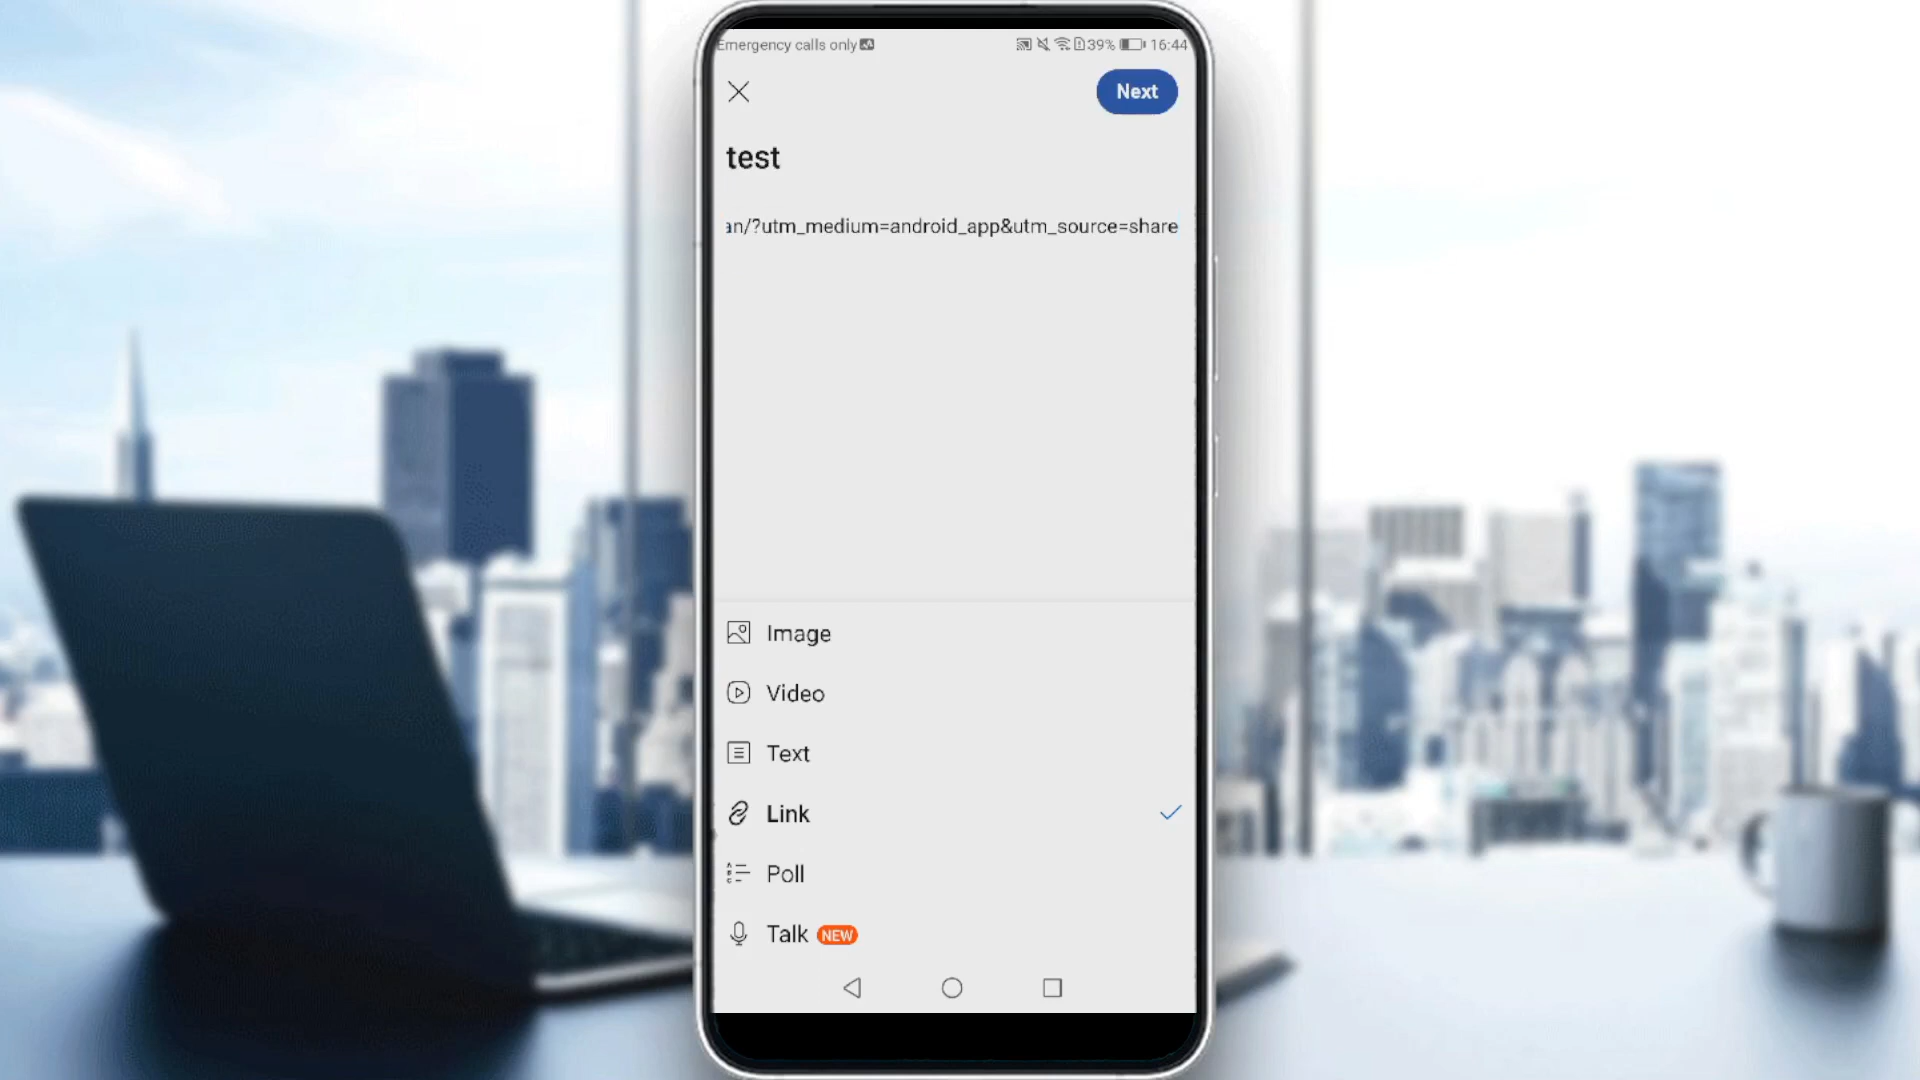 Emergency calls only
39% 16:44
Next
test
an/?utm_medium=android_app&utm_source=share
Image
Video
Text
Link
Poll
Talk NEW